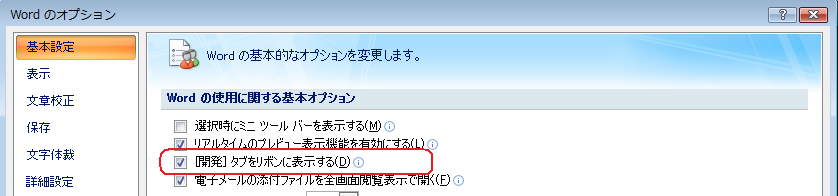 Word のオプション
基本設定
表示
文章校正
保存
文字体裁
詳細設定
Word の基本的なオプションを変更します。
Word の使用に関する基本オプション
選択時にミニ ツール バーを表示する(M)
リアルタイムのプレビュー表示機能を有効にする(L)
[開発] タブをリボンに表示する(D)
電子メールの添付ファイルを全画面閲覧表示で開く(F)